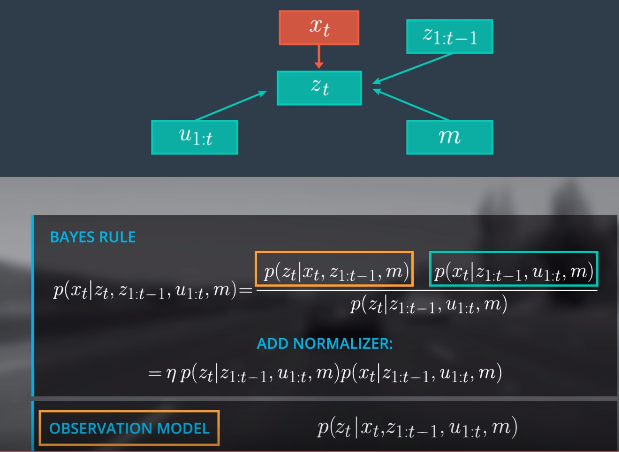 x_t
z_{1:t−1}
z_t
u_{1:t}
m
BAYES RULE
p(x_t|z_t, z_{1:t−1}, u_{1:t}, m) = p(z_t|x_t, z_{1:t−1}, m) p(x_t|z_{1:t−1}, u_{1:t}, m)
p(z_t|z_{1:t−1}, u_{1:t}, m)
ADD NORMALIZER:
= η p(z_t|z_{1:t−1}, u_{1:t}, m)p(x_t|z_{1:t−1}, u_{1:t}, m)
OBSERVATION MODEL p(z_t|x_t,z_{1:t−1}, u_{1:t}, m)